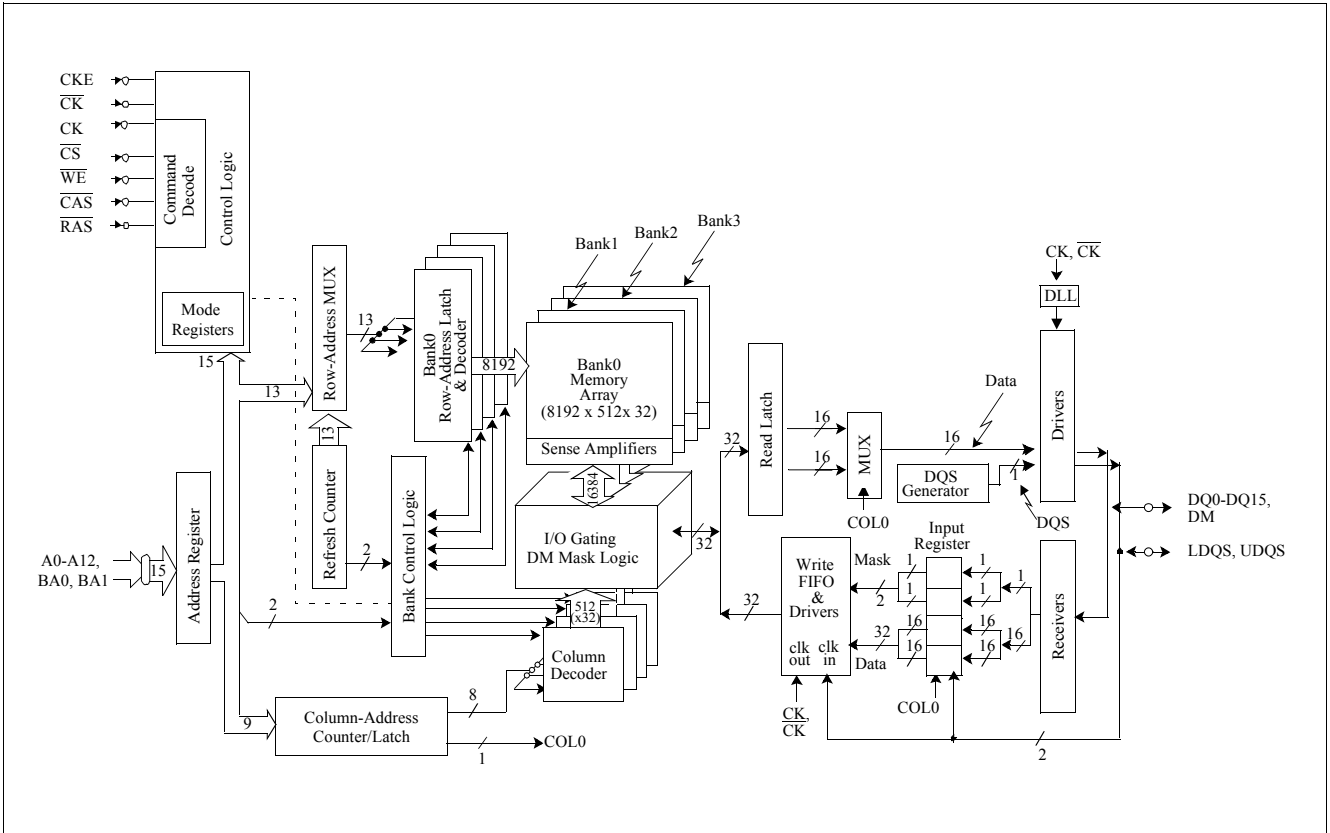 CKE
CK
CK
CS
WE
CAS
RAS
Command
Decode
Control Logic
Mode
Registers
15
13
Row-Address MUX
13
13
Refresh Counter
Bank0
Row-Address Latch
& Decoder
8192
Bank1
Bank2
Bank3
Bank0
Memory
Array
(8192 x 512x 32)
Sense Amplifiers
16384
I/O Gating
DM Mask Logic
32
32
32
Read Latch
16
16
MUX
COL0
16
Data
DQS
Generator
1
DQS
CK, CK
DLL
Drivers
DQ0-DQ15,
DM
LDQS, UDQS
A0-A12,
BA0, BA1
15
Address Register
2
2
Bank Control Logic
512
(x32)
Column
Decoder
9
Column-Address
Counter/Latch
8
1
COL0
Write
FIFO
&
Drivers
clk
out
clk
in
CK,
CK
Mask
2
32
Data
Input
Register
1
1
16
16
1
1
16
16
1
16
COL0
Receivers
2